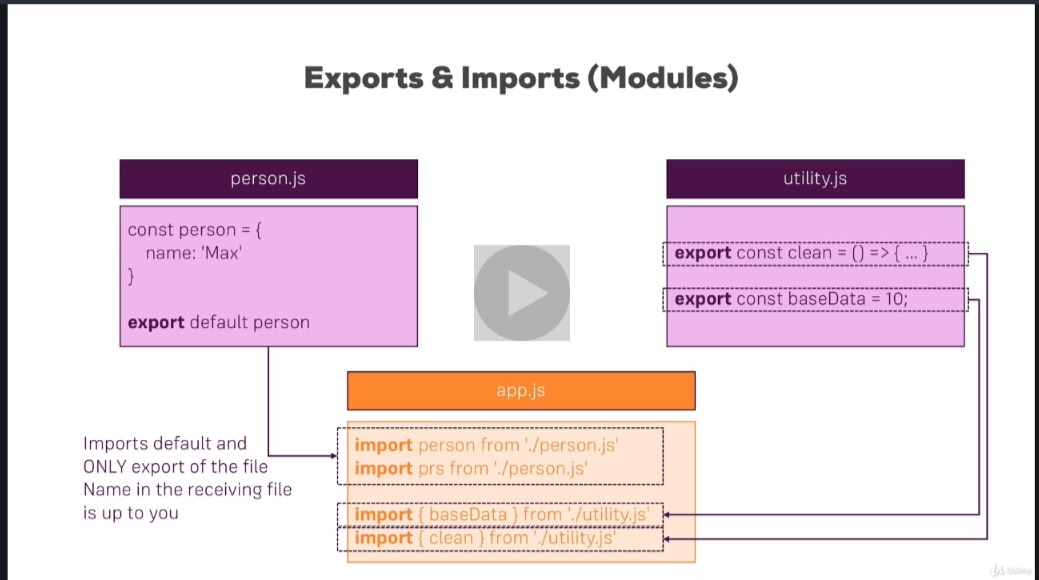 Exports & Imports (Modules)
person.js
const person = {
name: 'Max'
}
export default person
utility.js
export const clean = () => { ... }
export const baseData = 10;
app.js
import person from './person.js'
import prs from './person.js'
import { baseData } from './utility.js'
import { clean } from './utility.js'
Imports default and
ONLY export of the file
Name in the receiving file
is up to you
Udemy